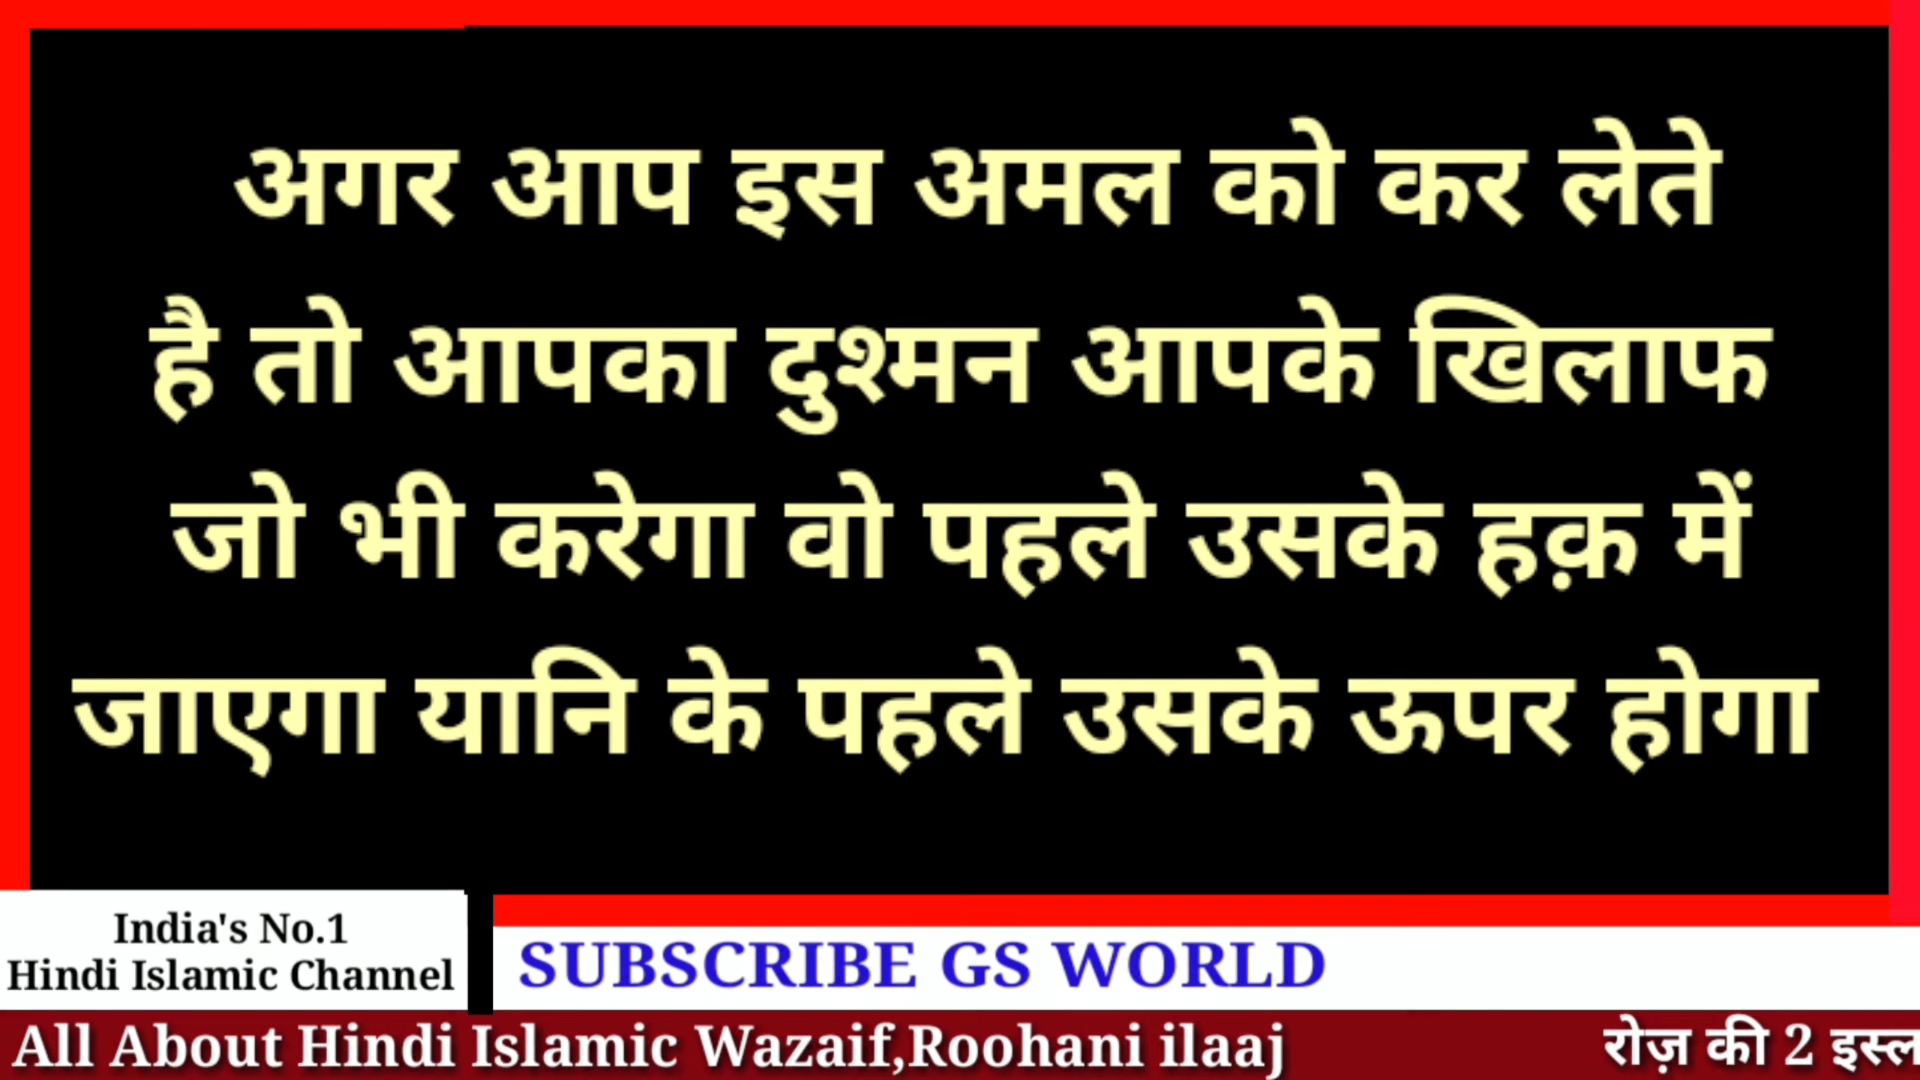 अगर आप इस अमल को कर लेते
है तो आपका दुश्मन आपके खिलाफ
जो भी करेगा वो पहले उसके हक़ में
जाएगा यानि के पहले उसके ऊपर होगा
India's No.1
Hindi Islamic Channel
SUBSCRIBE GS WORLD
All About Hindi Islamic Wazaif,Roohani ilaaj रोज़ की 2